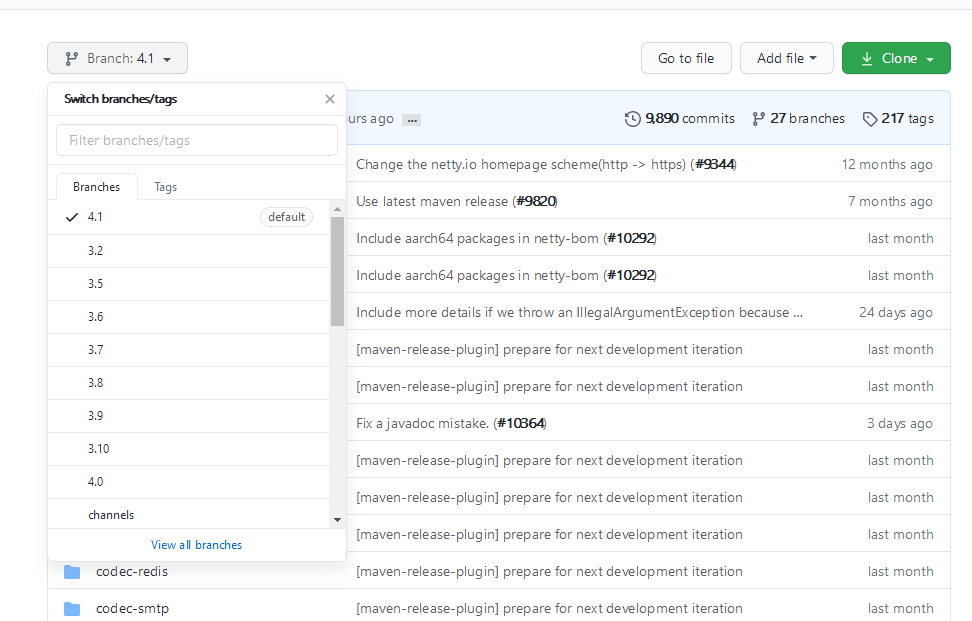 Branch: 4.1
Go to file
Add file
Clone
Switch branches/tags
Filter branches/tags
Branches
Tags
4.1
default
3.2
3.5
3.6
3.7
3.8
3.9
3.10
4.0
channels
View all branches
ago ...
9,890 commits
27 branches
217 tags
Change the netty.io homepage scheme(http -> https) (#9344)
12 months ago
Use latest maven release (#9820)
7 months ago
Include aarch64 packages in netty-bom (#10292)
last month
Include aarch64 packages in netty-bom (#10292)
last month
Include more details if we throw an IllegalArgumentException because ...
24 days ago
[maven-release-plugin] prepare for next development iteration
last month
[maven-release-plugin] prepare for next development iteration
last month
Fix a javadoc mistake. (#10364)
3 days ago
[maven-release-plugin] prepare for next development iteration
last month
[maven-release-plugin] prepare for next development iteration
last month
[maven-release-plugin] prepare for next development iteration
last month
codec-redis
[maven-release-plugin] prepare for next development iteration
last month
codec-smtp
[maven-release-plugin] prepare for next development iteration
last month